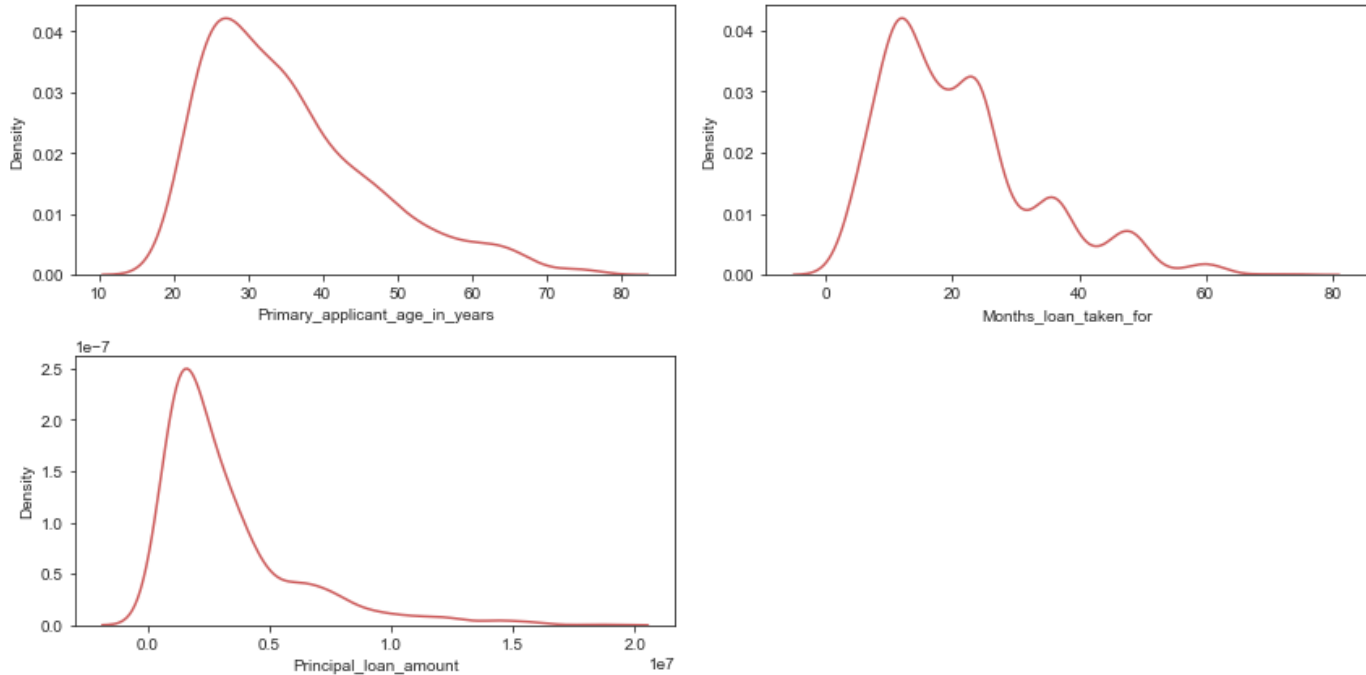 0.04
0.03
0.02
0.01
0.00
Density
10 20 30 40 50 60 70 80
Primary_applicant_age_in_years
0.04
0.03
0.02
0.01
0.00
Density
0 20 40 60 80
Months_loan_taken_for
1e−7
2.5
2.0
1.5
1.0
0.5
0.0
Density
0.0 0.5 1.0 1.5 2.0
1e7
Principal_loan_amount